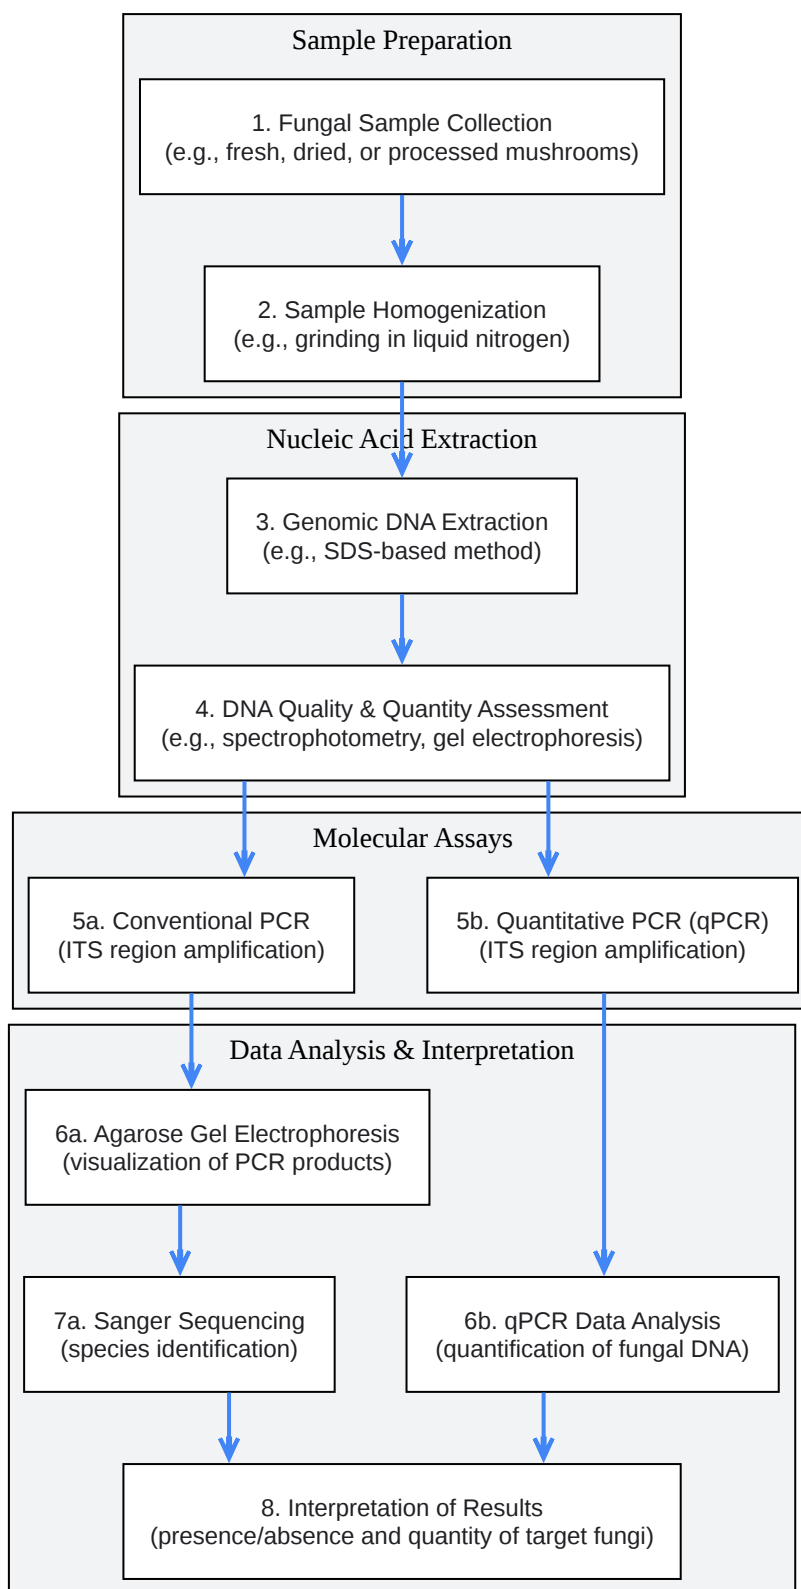 Sample Preparation
1. Fungal Sample Collection
(e.g., fresh, dried, or processed mushrooms)
2. Sample Homogenization
(e.g., grinding in liquid nitrogen)
Nucleic Acid Extraction
3. Genomic DNA Extraction
(e.g., SDS-based method)
4. DNA Quality & Quantity Assessment
(e.g., spectrophotometry, gel electrophoresis)
Molecular Assays
5a. Conventional PCR
(ITS region amplification)
5b. Quantitative PCR (qPCR)
(ITS region amplification)
Data Analysis & Interpretation
6a. Agarose Gel Electrophoresis
(visualization of PCR products)
7a. Sanger Sequencing
(species identification)
6b. qPCR Data Analysis
(quantification of fungal DNA)
8. Interpretation of Results
(presence/absence and quantity of target fungi)